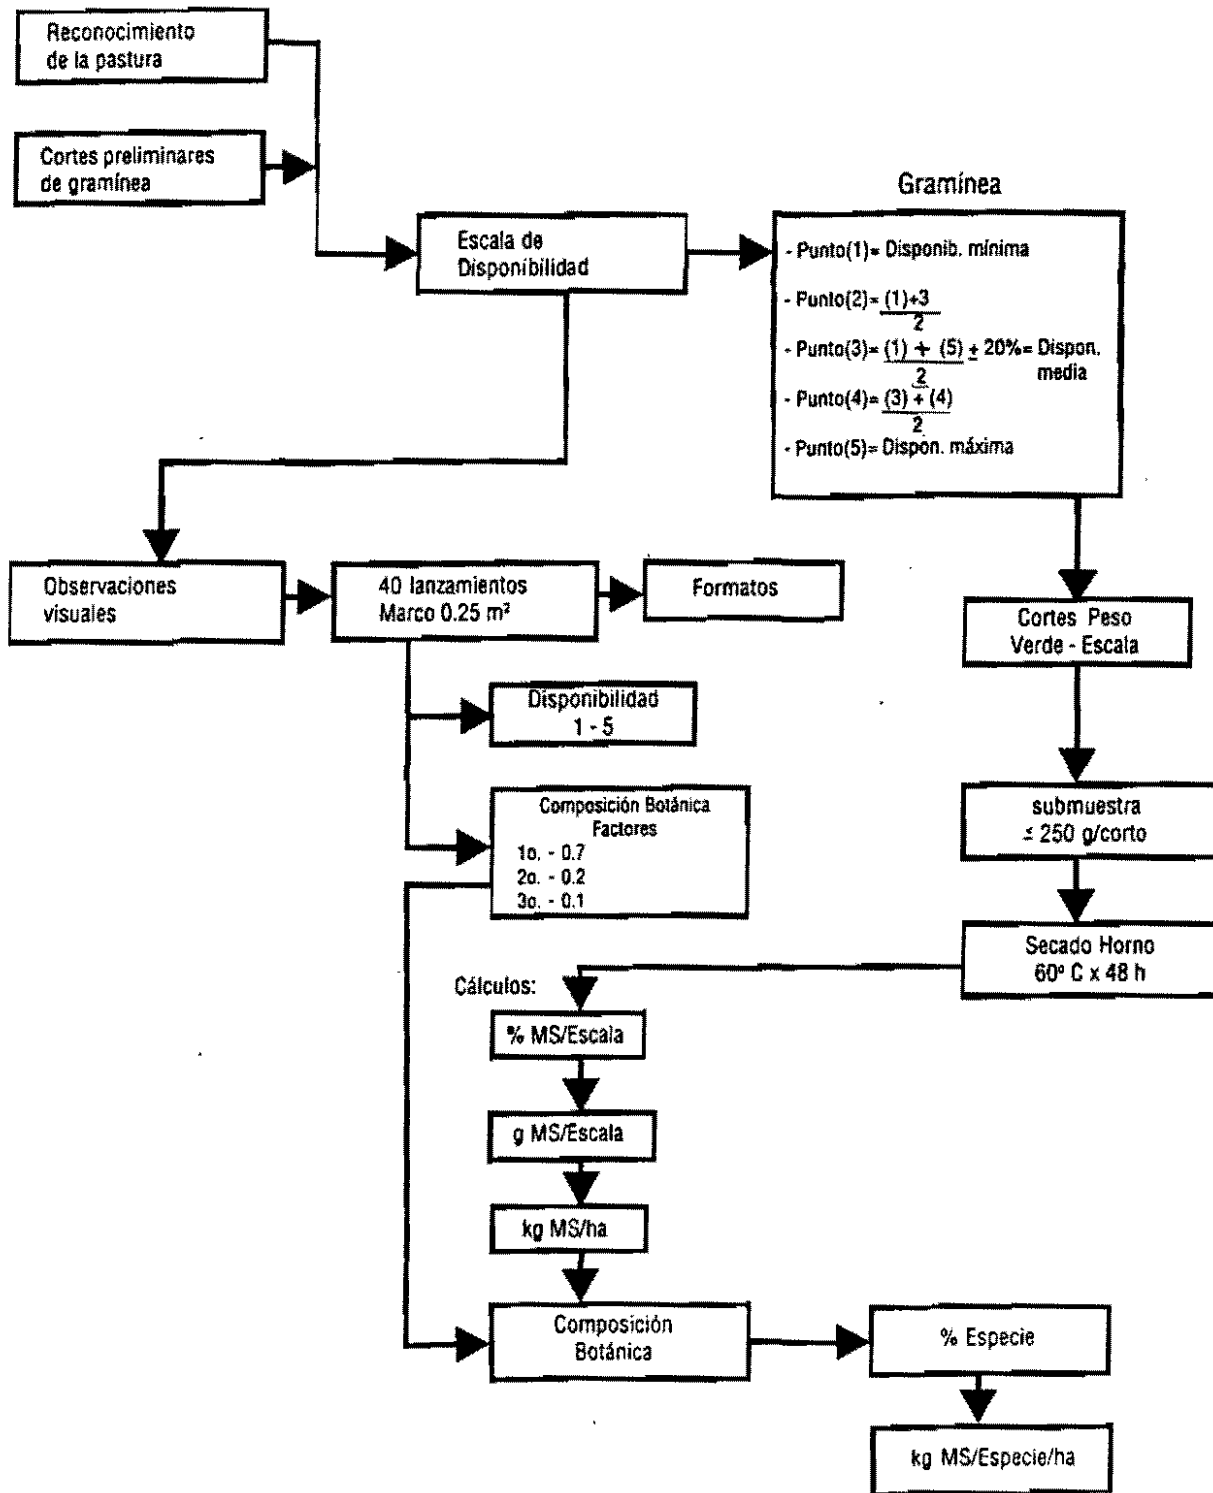 Reconocimiento
de la pastura
Cortes preliminares
de gramínea
Escala de
Disponibilidad
Gramínea
- Punto(1)= Disponib. mínima
- Punto(2)= (1)+3
2
- Punto(3)= (1) + (5) ± 20%= Dispon.
2 media
- Punto(4)= (3) + (4)
2
- Punto(5)= Dispon. máxima
Observaciones
visuales
40 lanzamientos
Marco 0.25 m²
Formatos
Cortes Peso
Verde - Escala
Disponibilidad
1 - 5
Composición Botánica
Factores
1o. - 0.7
2o. - 0.2
3o. - 0.1
submuestra
≤ 250 g/corto
Secado Horno
60º C x 48 h
Cálculos:
% MS/Escala
g MS/Escala
kg MS/ha
Composición
Botánica
% Especie
kg MS/Especie/ha